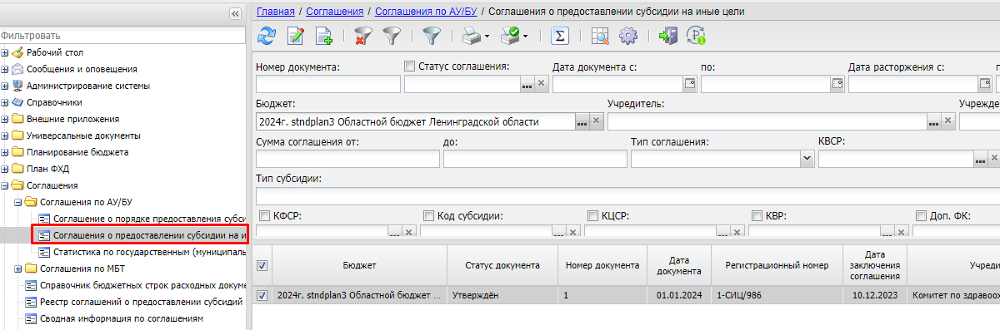 Главная / Соглашения / Соглашения по АУ/БУ / Соглашения о предоставлении субсидии на иные цели
Фильтровать
Рабочий стол
Сообщения и оповещения
Администрирование системы
Справочники
Внешние приложения
Универсальные документы
Планирование бюджета
План ФХД
Соглашения
Соглашения по АУ/БУ
Соглашение о порядке предоставления субси
Соглашения о предоставлении субсидии на и
Статистика по государственным (муниципаль
Соглашения по МБТ
Справочник бюджетных строк расходных докуме
Реестр соглашений о предоставлении субсидий
Сводная информация по соглашениям
Номер документа: Статус соглашения: Дата документа с: по: Дата расторжения с: п
Бюджет: Учредитель: Учрежде
2024г. stndplan3 Областной бюджет Ленинградской области
Сумма соглашения от: до: Тип соглашения: КВСР:
Тип субсидии:
КФСР: Код субсидии: КЦСР: КВР: Доп. ФК:
Бюджет Статус документа Номер документа Дата документа Регистрационный номер Дата заключения соглашения Учреди
2024г. stndplan3 Областной бюджет ... Утверждён 1 01.01.2024 1-СИЦ/986 10.12.2023 Комитет по здравоох